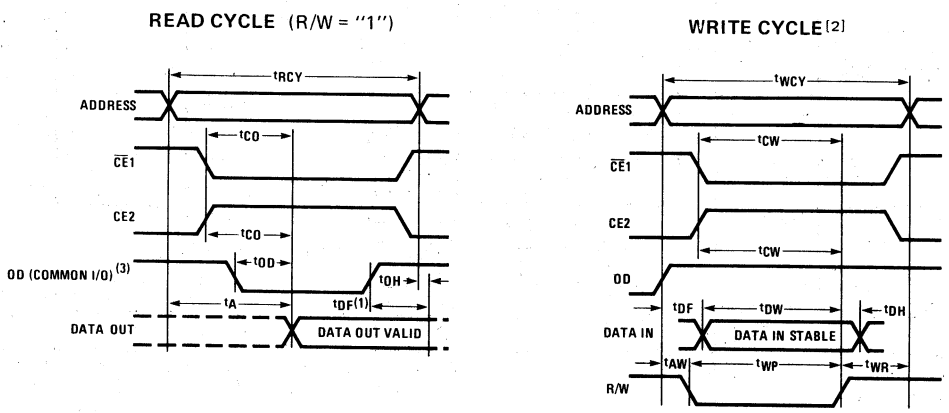 READ CYCLE (R/W = "1")
tRCY
ADDRESS
tCO
CE1
CE2
tCO
OD (COMMON I/O) (3)
tOD
tOH
tA
tDF(1)
DATA OUT
DATA OUT VALID
WRITE CYCLE[2]
tWCY
ADDRESS
tCW
CE1
CE2
tCW
OD
tDF
tDW
tDH
DATA IN
DATA IN STABLE
tAW
tWP
tWR
R/W